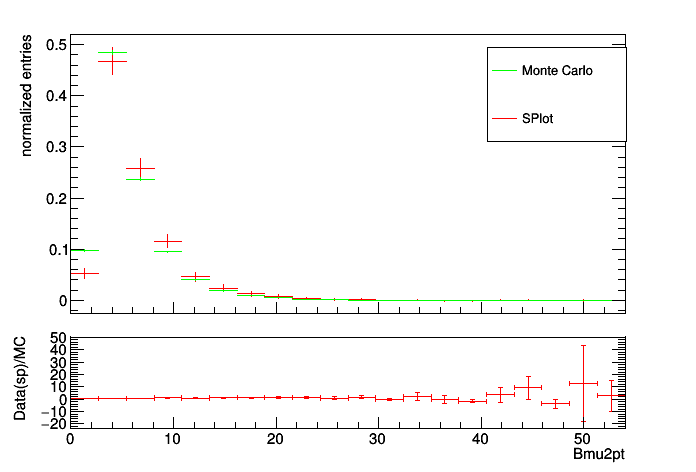 normalized entries
0.5
0.4
0.3
0.2
0.1
0
Monte Carlo
SPlot
Data(sp)/MC
50
40
30
20
10
0
−10
−20
0 10 20 30 40 50
Bmu2pt